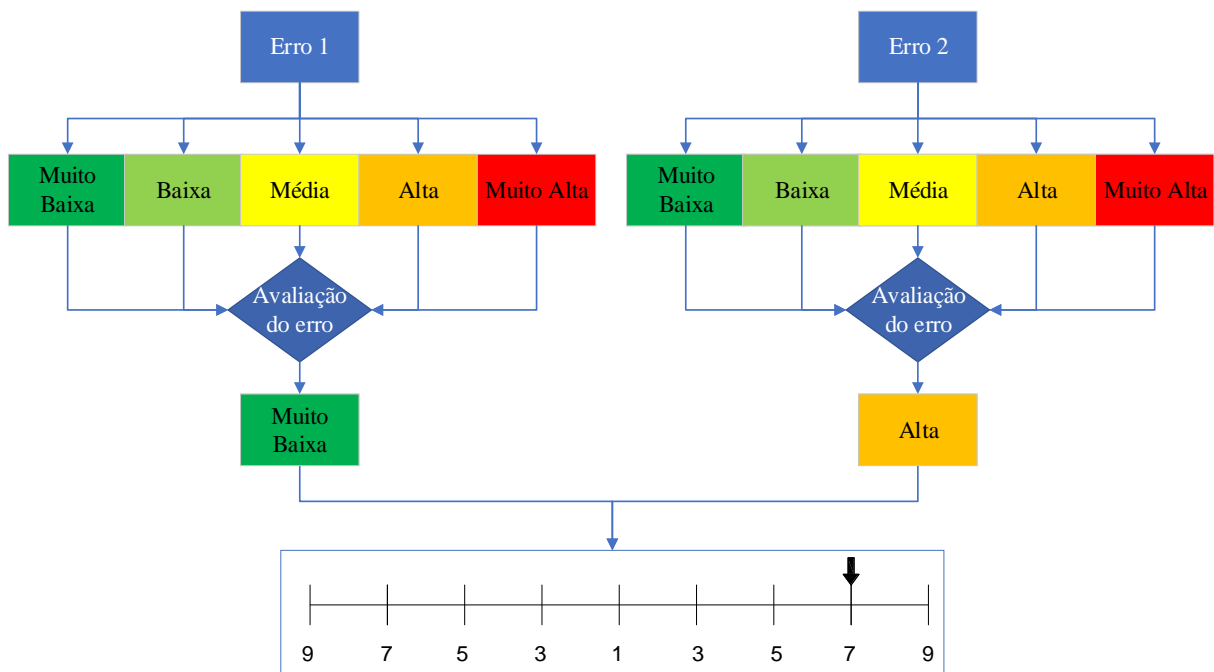 Erro 1
Erro 2
Muito
Baixa
Baixa
Média
Alta
Muito Alta
Muito
Baixa
Baixa
Média
Alta
Muito Alta
Avaliação
do erro
Avaliação
do erro
Muito
Baixa
Alta
9 7 5 3 1 3 5 7 9